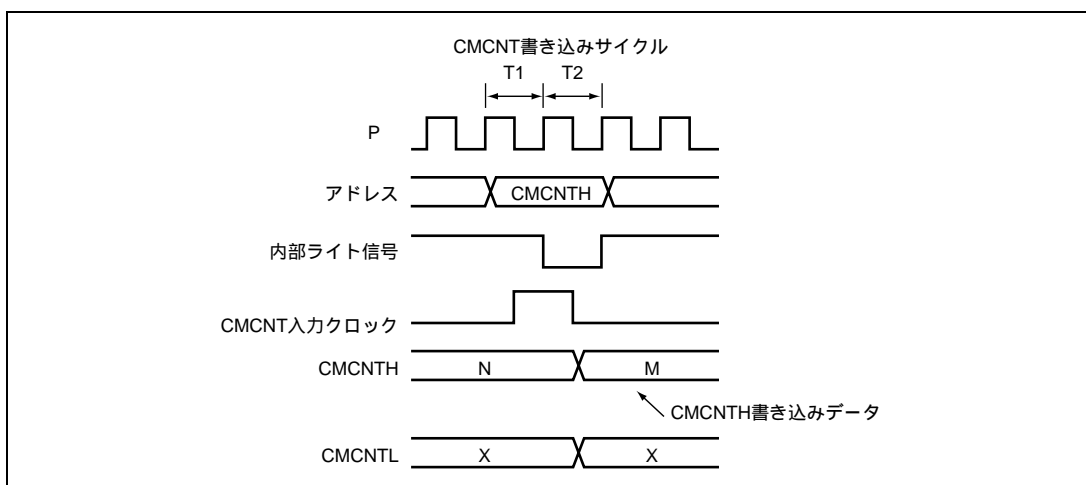 CMCNT書き込みサイクル
T1 T2
P
アドレス CMCNTH
内部ライト信号
CMCNT入力クロック
CMCNTH N M
CMCNTH書き込みデータ
CMCNTL X X